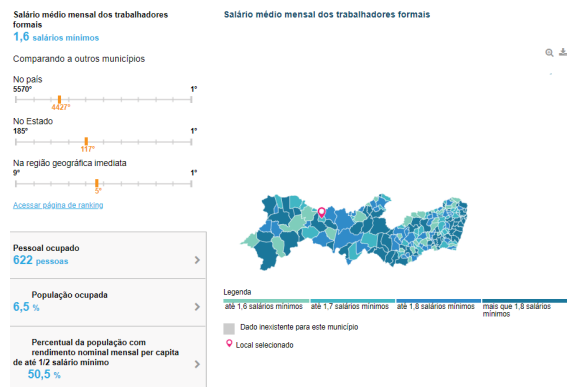 Salário médio mensal dos trabalhadores
formais
1,6 salários mínimos
Comparando a outros municípios
No país
5570º 1º
4427º
No Estado
185º 1º
117º
Na região geográfica imediata
9º 1º
5º
Acessar página de ranking
Pessoal ocupado
622 pessoas
População ocupada
6,5 %
Percentual da população com
rendimento nominal mensal per capita
de até 1/2 salário mínimo
50,5 %
Salário médio mensal dos trabalhadores formais
Legenda
até 1,6 salários mínimos até 1,7 salários mínimos até 1,8 salários mínimos mais que 1,8 salários
mínimos
Dado inexistente para este município
Local selecionado